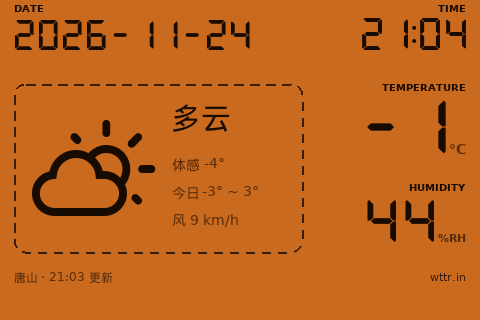 DATE
2026-11-24
TIME
21:04
多云
体感 -4°
今日 -3° ~ 3°
风 9 km/h
TEMPERATURE
-1 °C
HUMIDITY
44 %RH
唐山 · 21:03 更新
wttr.in